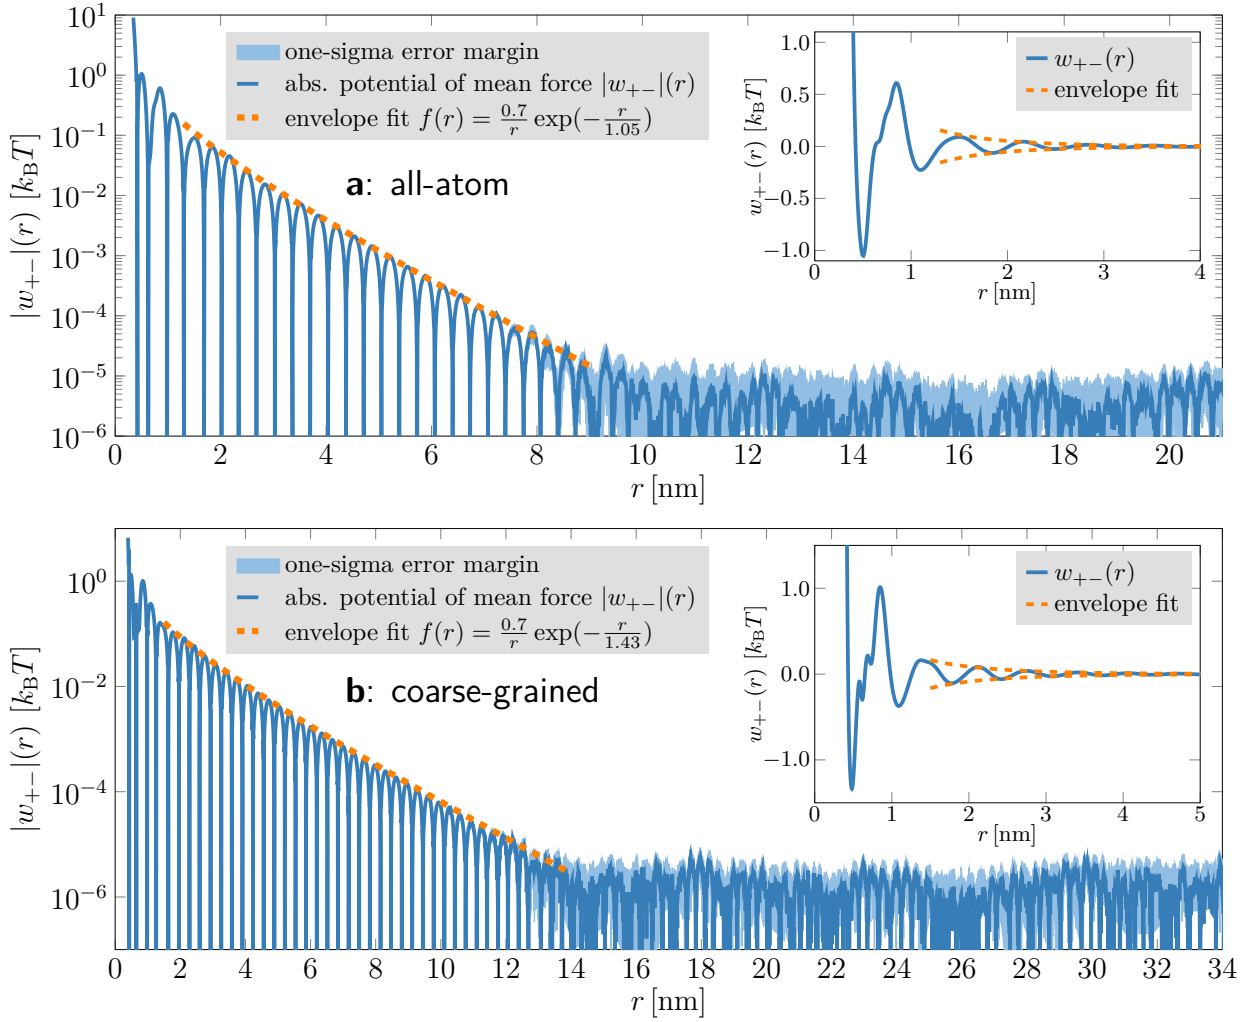 10^1
10^0
10^−1
10^−2
10^−3
10^−4
10^−5
10^−6
|w₊₋|(r) [k_BT]
one-sigma error margin
abs. potential of mean force |w₊₋|(r)
envelope fit f(r) = 0.7/r exp(−r/1.05)
a: all-atom
1.0
0.5
0.0
−0.5
−1.0
w₊₋(r) [k_BT]
w₊₋(r)
envelope fit
0 1 2 3 4
r [nm]
0 2 4 6 8 10 12 14 16 18 20
r [nm]
10^0
10^−2
10^−4
10^−6
|w₊₋|(r) [k_BT]
one-sigma error margin
abs. potential of mean force |w₊₋|(r)
envelope fit f(r) = 0.7/r exp(−r/1.43)
b: coarse-grained
1.0
0.0
−1.0
w₊₋(r) [k_BT]
w₊₋(r)
envelope fit
0 1 2 3 4 5
r [nm]
0 2 4 6 8 10 12 14 16 18 20 22 24 26 28 30 32 34
r [nm]